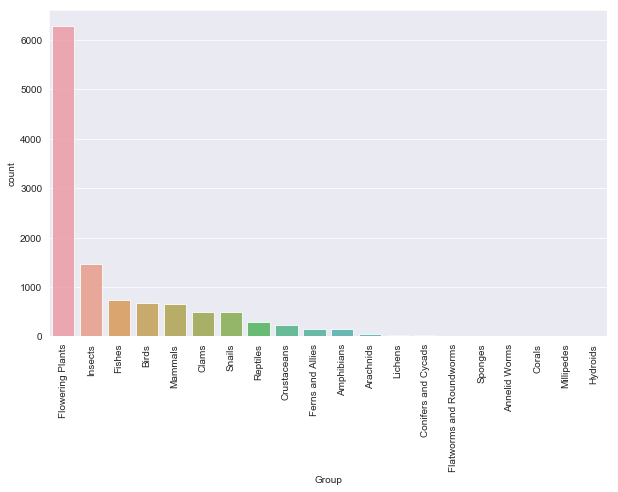 6000
5000
4000
3000
2000
1000
0
count
Flowering Plants
Insects
Fishes
Birds
Mammals
Clams
Snails
Reptiles
Crustaceans
Ferns and Allies
Amphibians
Arachnids
Lichens
Conifers and Cycads
Flatworms and Roundworms
Sponges
Annelid Worms
Corals
Millipedes
Hydroids
Group